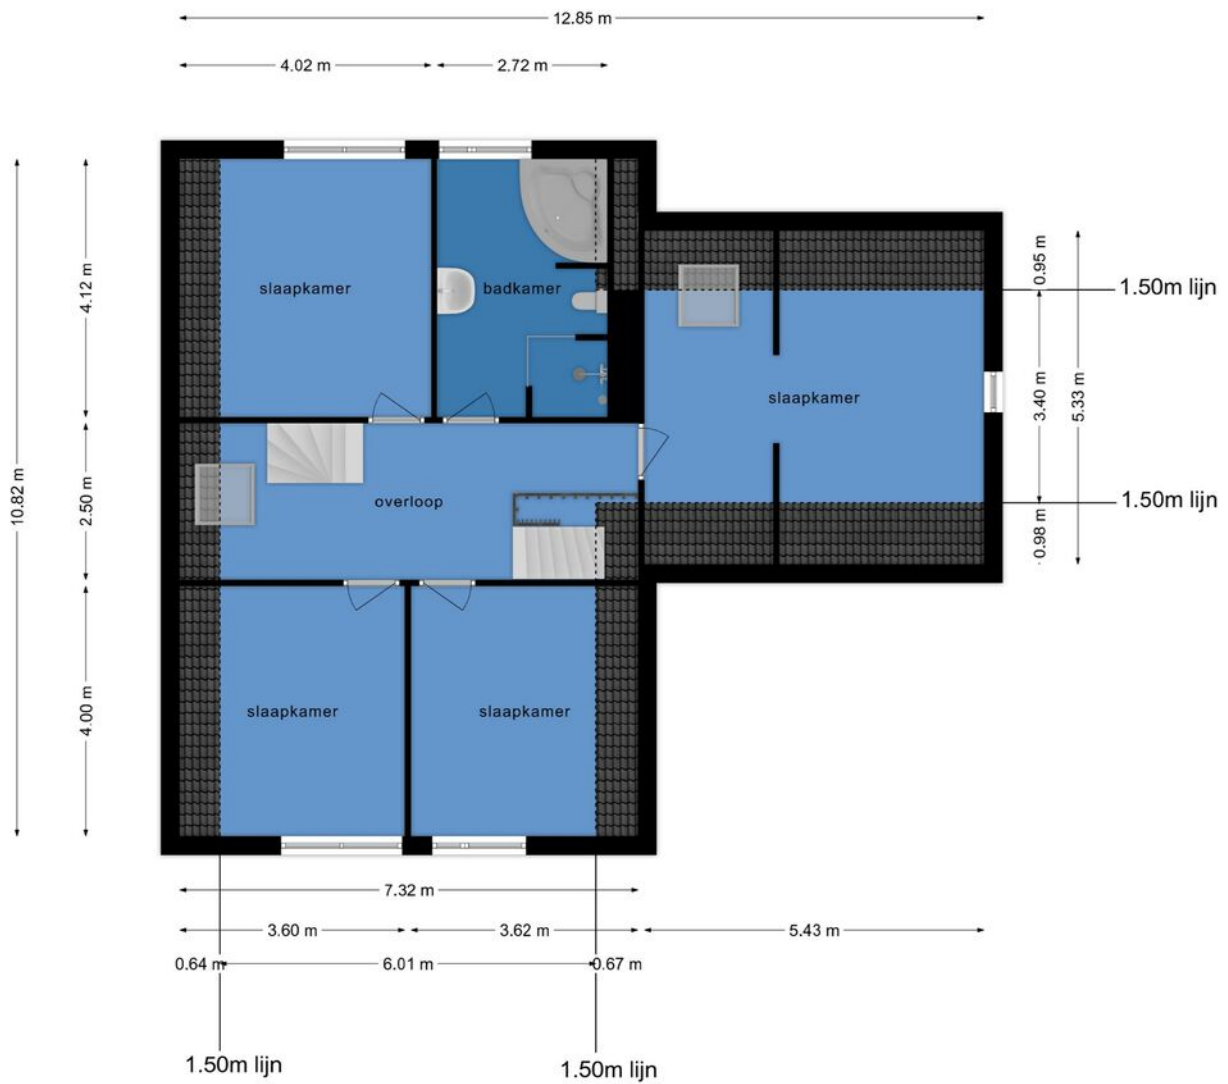 12.85 m
4.02 m
2.72 m
10.82 m
4.12 m
2.50 m
4.00 m
slaapkamer
badkamer
slaapkamer
overloop
slaapkamer
slaapkamer
0.95 m
3.40 m
0.98 m
5.33 m
1.50m lijn
1.50m lijn
7.32 m
3.60 m
3.62 m
5.43 m
0.64 m
6.01 m
0.67 m
1.50m lijn
1.50m lijn